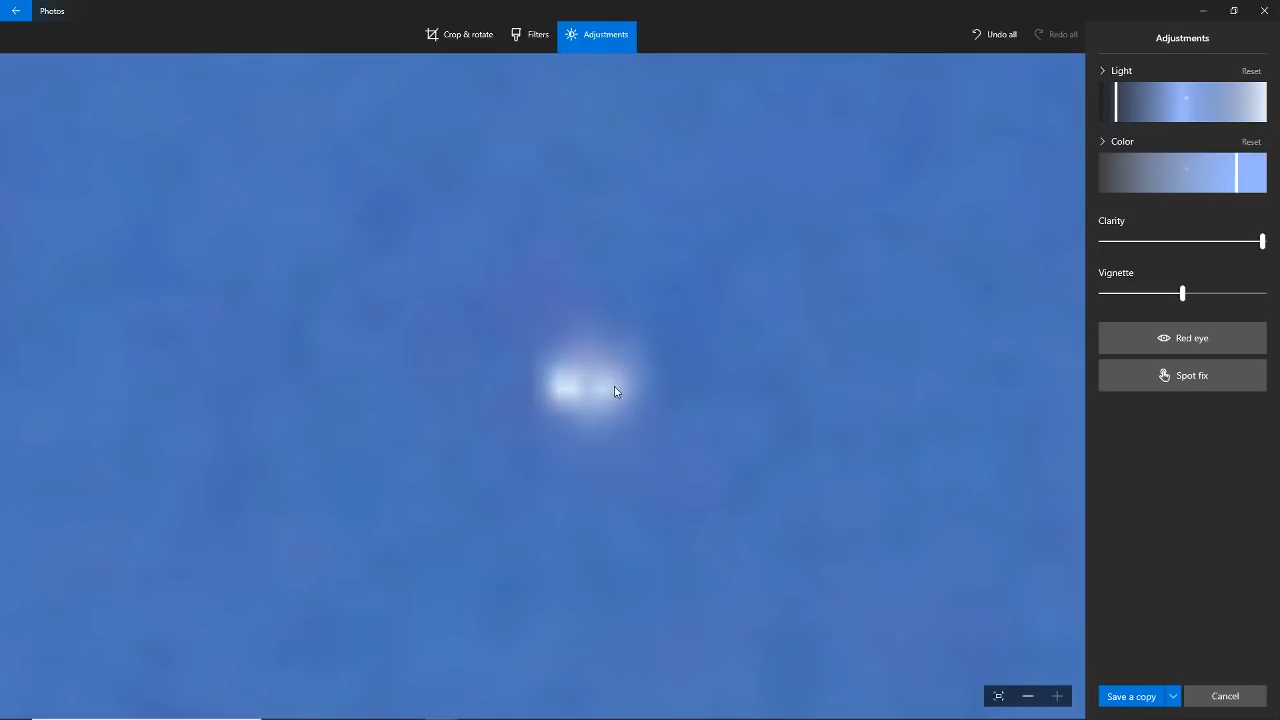 Photos
Crop & rotate
Filters
Adjustments
Undo all
Redo all
Adjustments
Light
Reset
Color
Reset
Clarity
Vignette
Red eye
Spot fix
Save a copy
Cancel